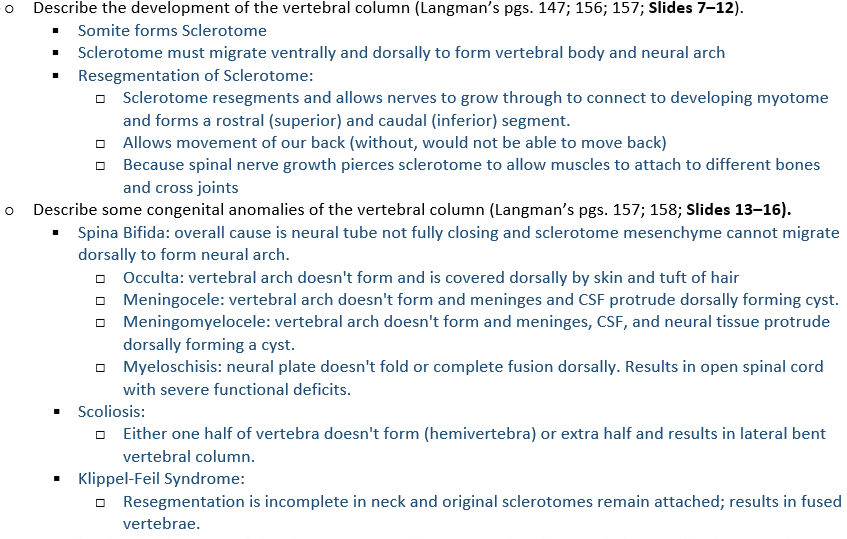 o Describe the development of the vertebral column (Langman's pgs. 147; 156; 157; Slides 7–12).
▪ Somite forms Sclerotome
▪ Sclerotome must migrate ventrally and dorsally to form vertebral body and neural arch
▪ Resegmentation of Sclerotome:
□ Sclerotome resegments and allows nerves to grow through to connect to developing myotome
and forms a rostral (superior) and caudal (inferior) segment.
□ Allows movement of our back (without, would not be able to move back)
□ Because spinal nerve growth pierces sclerotome to allow muscles to attach to different bones
and cross joints
o Describe some congenital anomalies of the vertebral column (Langman's pgs. 157; 158; Slides 13–16).
▪ Spina Bifida: overall cause is neural tube not fully closing and sclerotome mesenchyme cannot migrate
dorsally to form neural arch.
□ Occulta: vertebral arch doesn't form and is covered dorsally by skin and tuft of hair
□ Meningocele: vertebral arch doesn't form and meninges and CSF protrude dorsally forming cyst.
□ Meningomyelocele: vertebral arch doesn't form and meninges, CSF, and neural tissue protrude
dorsally forming a cyst.
□ Myeloschisis: neural plate doesn't fold or complete fusion dorsally. Results in open spinal cord
with severe functional deficits.
▪ Scoliosis:
□ Either one half of vertebra doesn't form (hemivertebra) or extra half and results in lateral bent
vertebral column.
▪ Klippel-Feil Syndrome:
□ Resegmentation is incomplete in neck and original sclerotomes remain attached; results in fused
vertebrae.